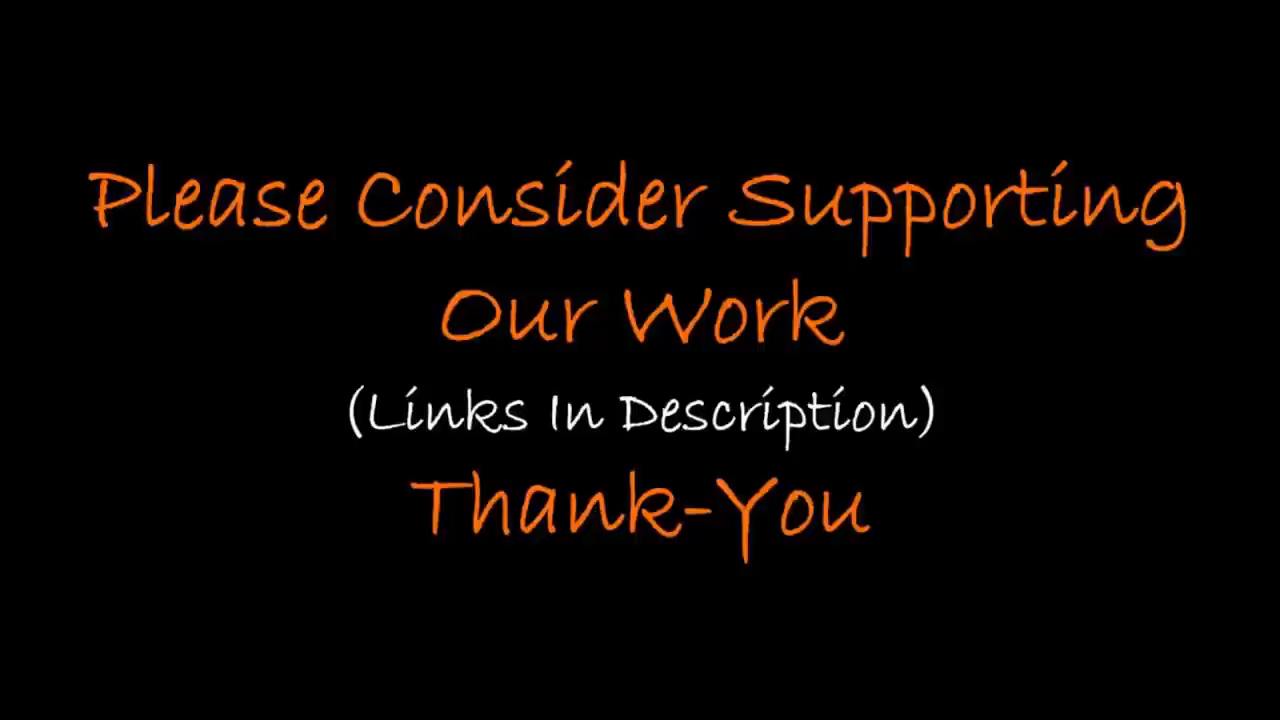 Please Consider Supporting
Our Work
(Links In Description)
Thank-You